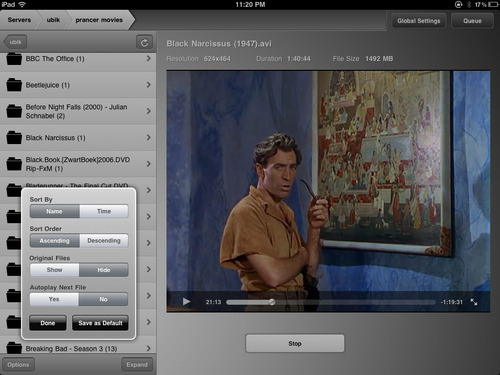 iPad
11:20 PM
17%
Servers
ubik
prancer movies
Global Settings
Queue
ubik
BBC The Office (1)
Beetlejuice (1)
Before Night Falls (2000) - Julian
Schnabel (2)
Black Narcissus (1)
Black.Book.[ZwartBoek]2006.DVD
Rip-FxM (1)
Bladerunner - The Final Cut DVD
Sort By
Name
Time
Sort Order
Ascending
Descending
Original Files
Show
Hide
Autoplay Next File
Yes
No
Done
Save as Default
Breaking Bad - Season 3 (13)
Options
Expand
Black Narcissus (1947).avi
Resolution 624x464 Duration 1:40:44 File Size 1492 MB
21:13
-1:19:31
Stop